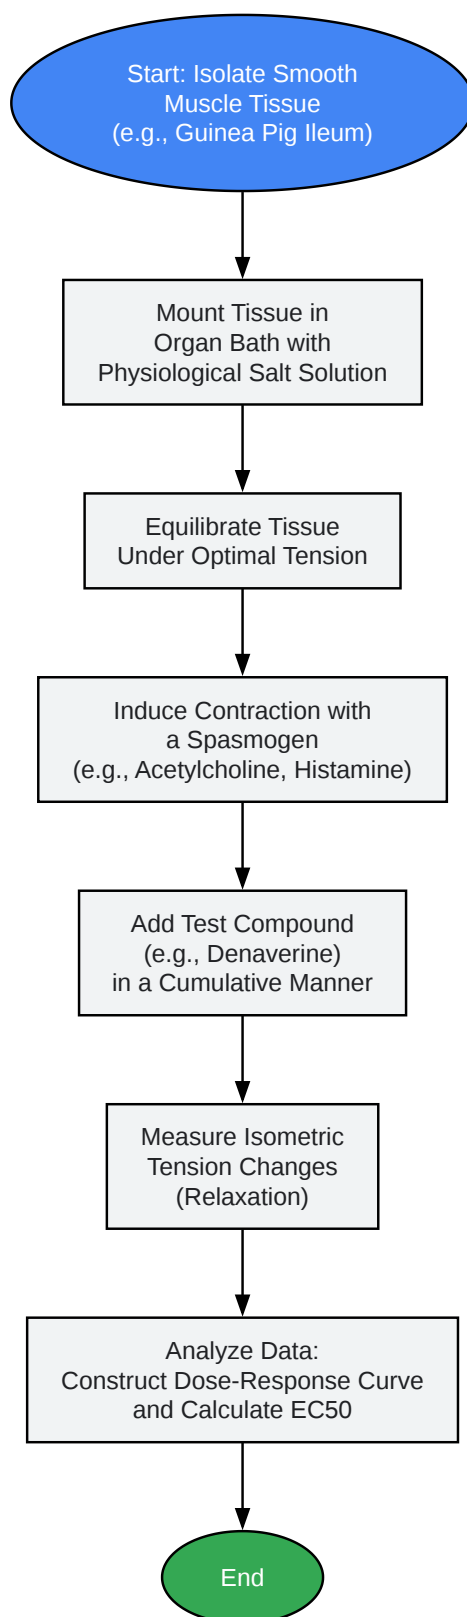 Start: Isolate Smooth
Muscle Tissue
(e.g., Guinea Pig Ileum)
Mount Tissue in
Organ Bath with
Physiological Salt Solution
Equilibrate Tissue
Under Optimal Tension
Induce Contraction with
a Spasmogen
(e.g., Acetylcholine, Histamine)
Add Test Compound
(e.g., Denaverine)
in a Cumulative Manner
Measure Isometric
Tension Changes
(Relaxation)
Analyze Data:
Construct Dose-Response Curve
and Calculate EC50
End